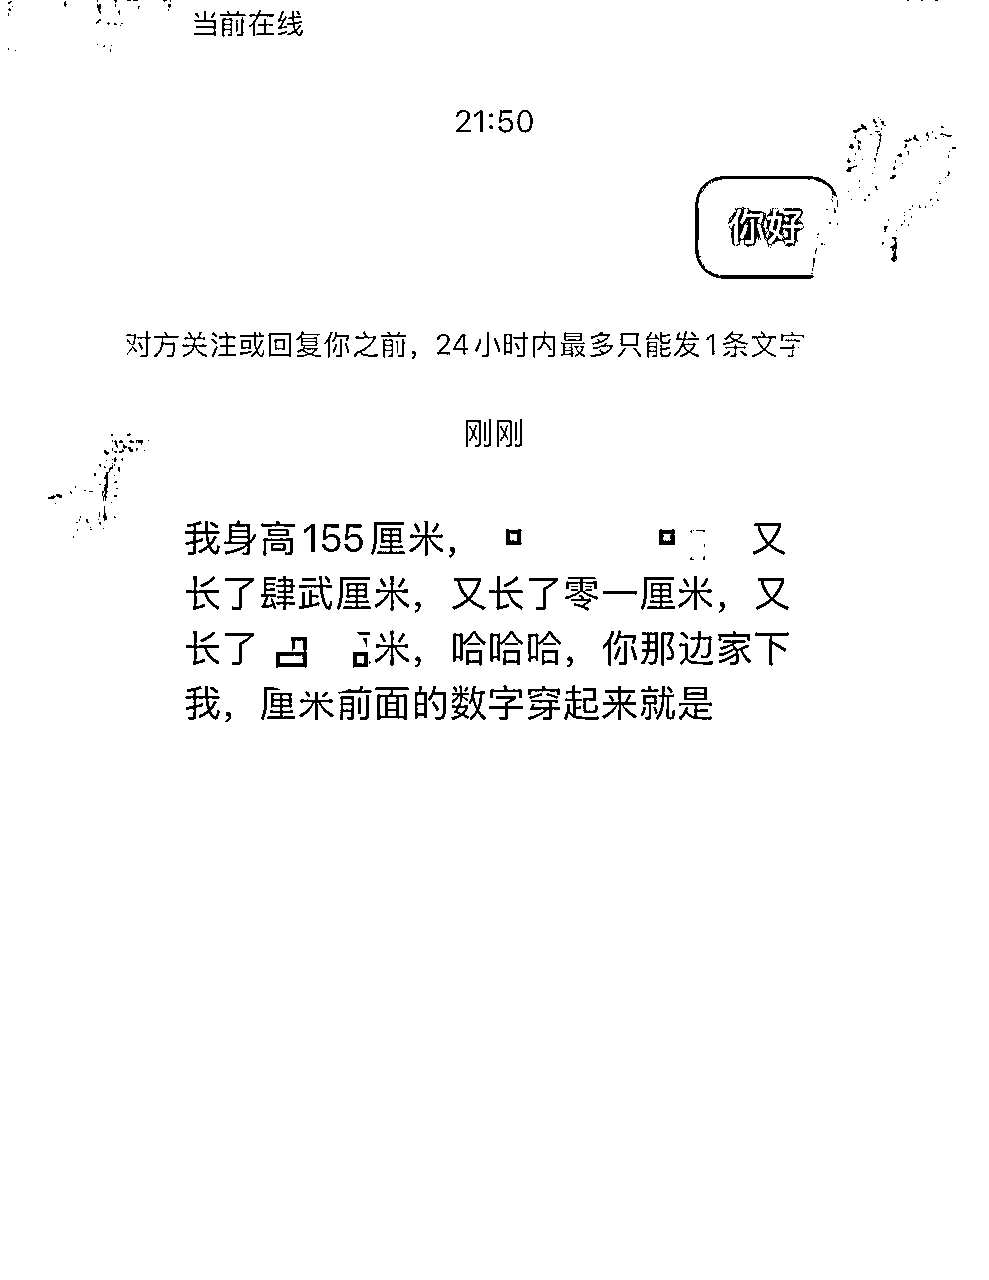 当前在线
21:50
你好
对方关注或回复你之前，24小时内最多只能发1条文字
刚刚
我身高155厘米， 又
长了肆武厘米，又长了零一厘米，又
长了 米，哈哈哈，你那边家下
我，厘米前面的数字穿起来就是